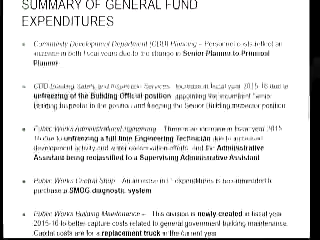 SUMMARY OF GENERAL FUND
EXPENDITURES
Community Development Department (CDD) Planning – Personnel costs reflect an
increase in both fiscal years due to the change in Senior Planner to Principal
Planner
CDD Building Safety and Inspection Services – Increase in fiscal year 2015-16 due to
unfreezing of the Building Official position, appointing the incumbent Senior
Building Inspector to the position and freezing the Senior Building Inspector position
Public Works Administration/Engineering – There is an increase in fiscal year 2015-
16 due to unfreezing a full time Engineering Technician due to increased
development activity and water conservation efforts and for Administrative
Assistant being reclassified to a Supervising Administrative Assistant
Public Works Central Shop – An increase in expenditures is recommended to
purchase a SMOG diagnostic system
Public Works Building Maintenance – This division is newly created in fiscal year
2015-16 to better capture costs related to general government building maintenance.
Capital costs are for a replacement truck in the current year